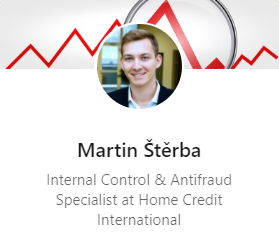 Martin Štěrba
Internal Control & Antifraud
Specialist at Home Credit
International